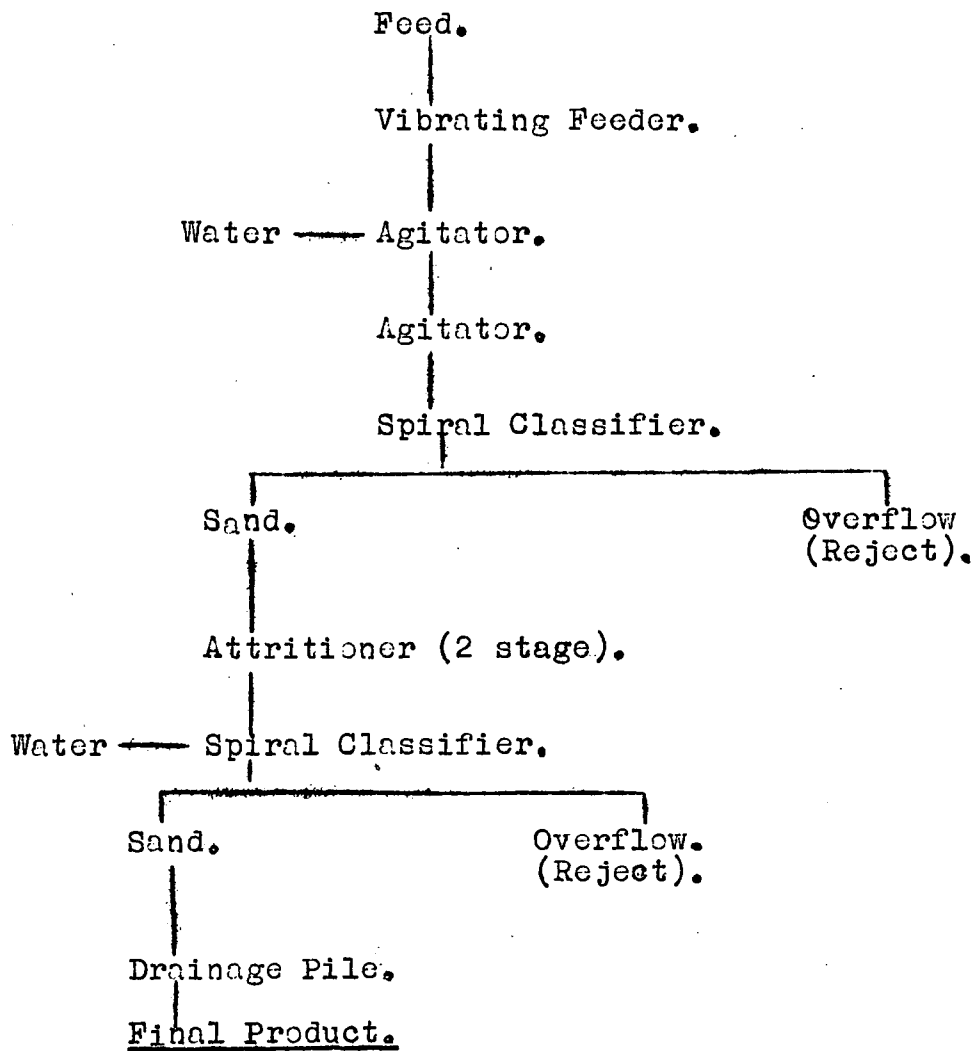 Feed.
Vibrating Feeder.
Water Agitator.
Agitator.
Spiral Classifier.
Sand. Overflow
(Reject).
Attritioner (2 stage).
Water Spiral Classifier.
Sand. Overflow.
(Reject).
Drainage Pile.
Final Product.